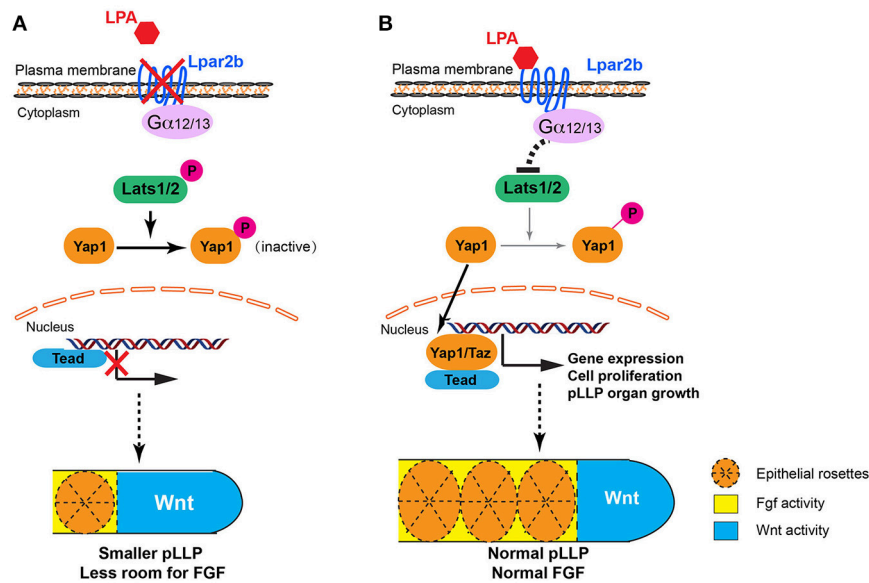 A
LPA
Lpar2b
Plasma membrane
Cytoplasm
Gα12/13
P
Lats1/2
P
Yap1
Yap1
(inactive)
Nucleus
Tead
Wnt
Smaller pLLP
Less room for FGF
B
LPA
Lpar2b
Plasma membrane
Cytoplasm
Gα12/13
Lats1/2
P
Yap1
Yap1
Nucleus
Yap1/Taz
Tead
Gene expression
Cell proliferation
pLLP organ growth
Wnt
Normal pLLP
Normal FGF
Epithelial rosettes
Fgf activity
Wnt activity